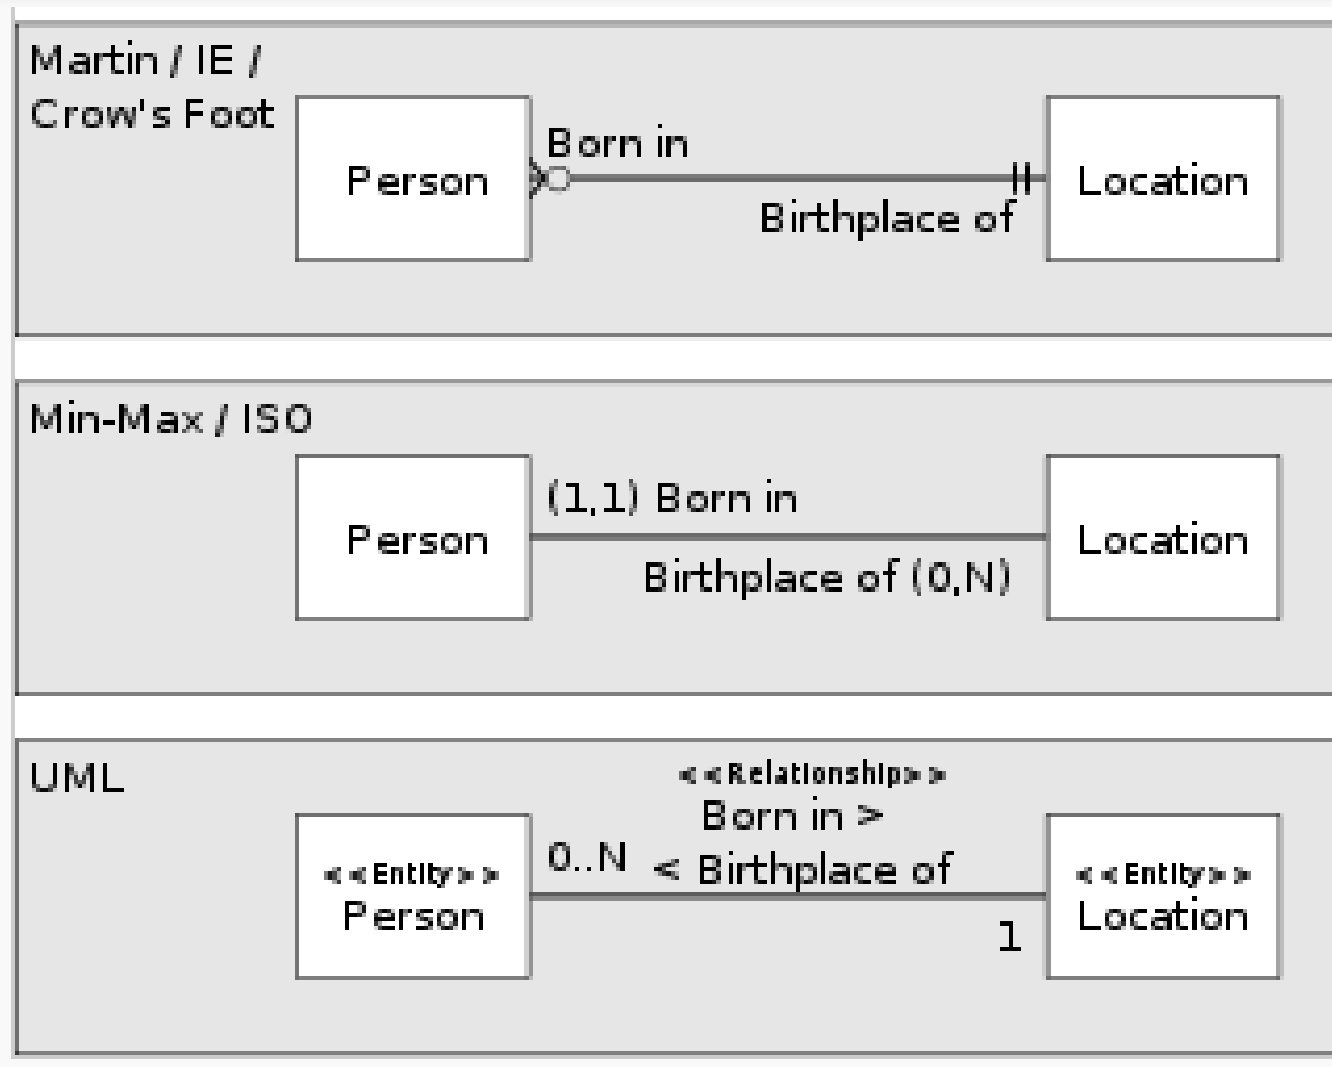 Martin / IE /
Crow's Foot
Person
Born in
Birthplace of
Location
Min-Max / ISO
Person
(1,1) Born in
Birthplace of (0,N)
Location
UML
<<Entity>>
Person
<<Relationship>>
Born in >
0..N < Birthplace of
1
<<Entity>>
Location